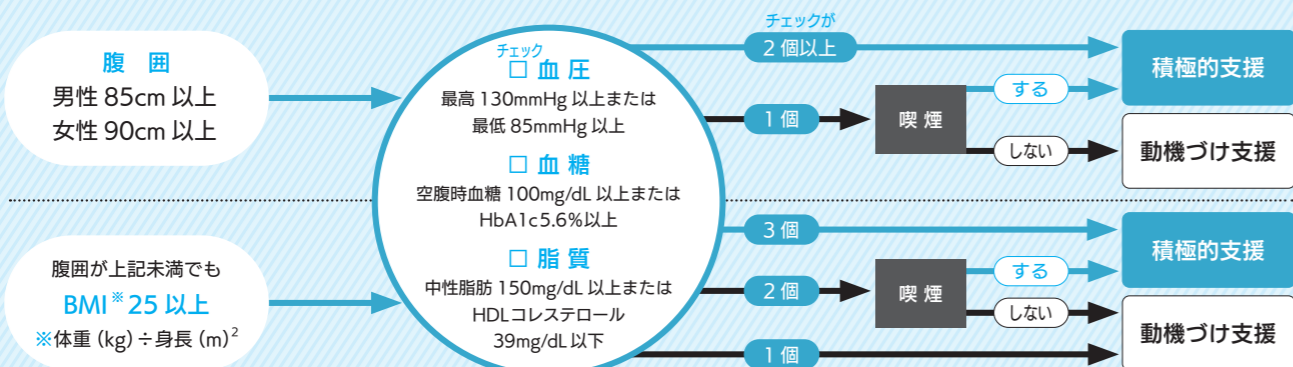 腹 囲
男性 85cm 以上
女性 90cm 以上
チェック
□ 血 圧
最高 130mmHg 以上または
最低 85mmHg 以上
□ 血 糖
空腹時血糖 100mg/dL 以上または
HbA1c 5.6%以上
□ 脂 質
中性脂肪 150mg/dL 以上または
HDLコレステロール
39mg/dL 以下
チェックが
2 個以上
積極的支援
1 個
喫 煙
する
しない
動機づけ支援
腹囲が上記未満でも
BMI※ 25 以上
※体重 (kg) ÷ 身長 (m)²
3 個
積極的支援
2 個
喫 煙
する
しない
動機づけ支援
1 個